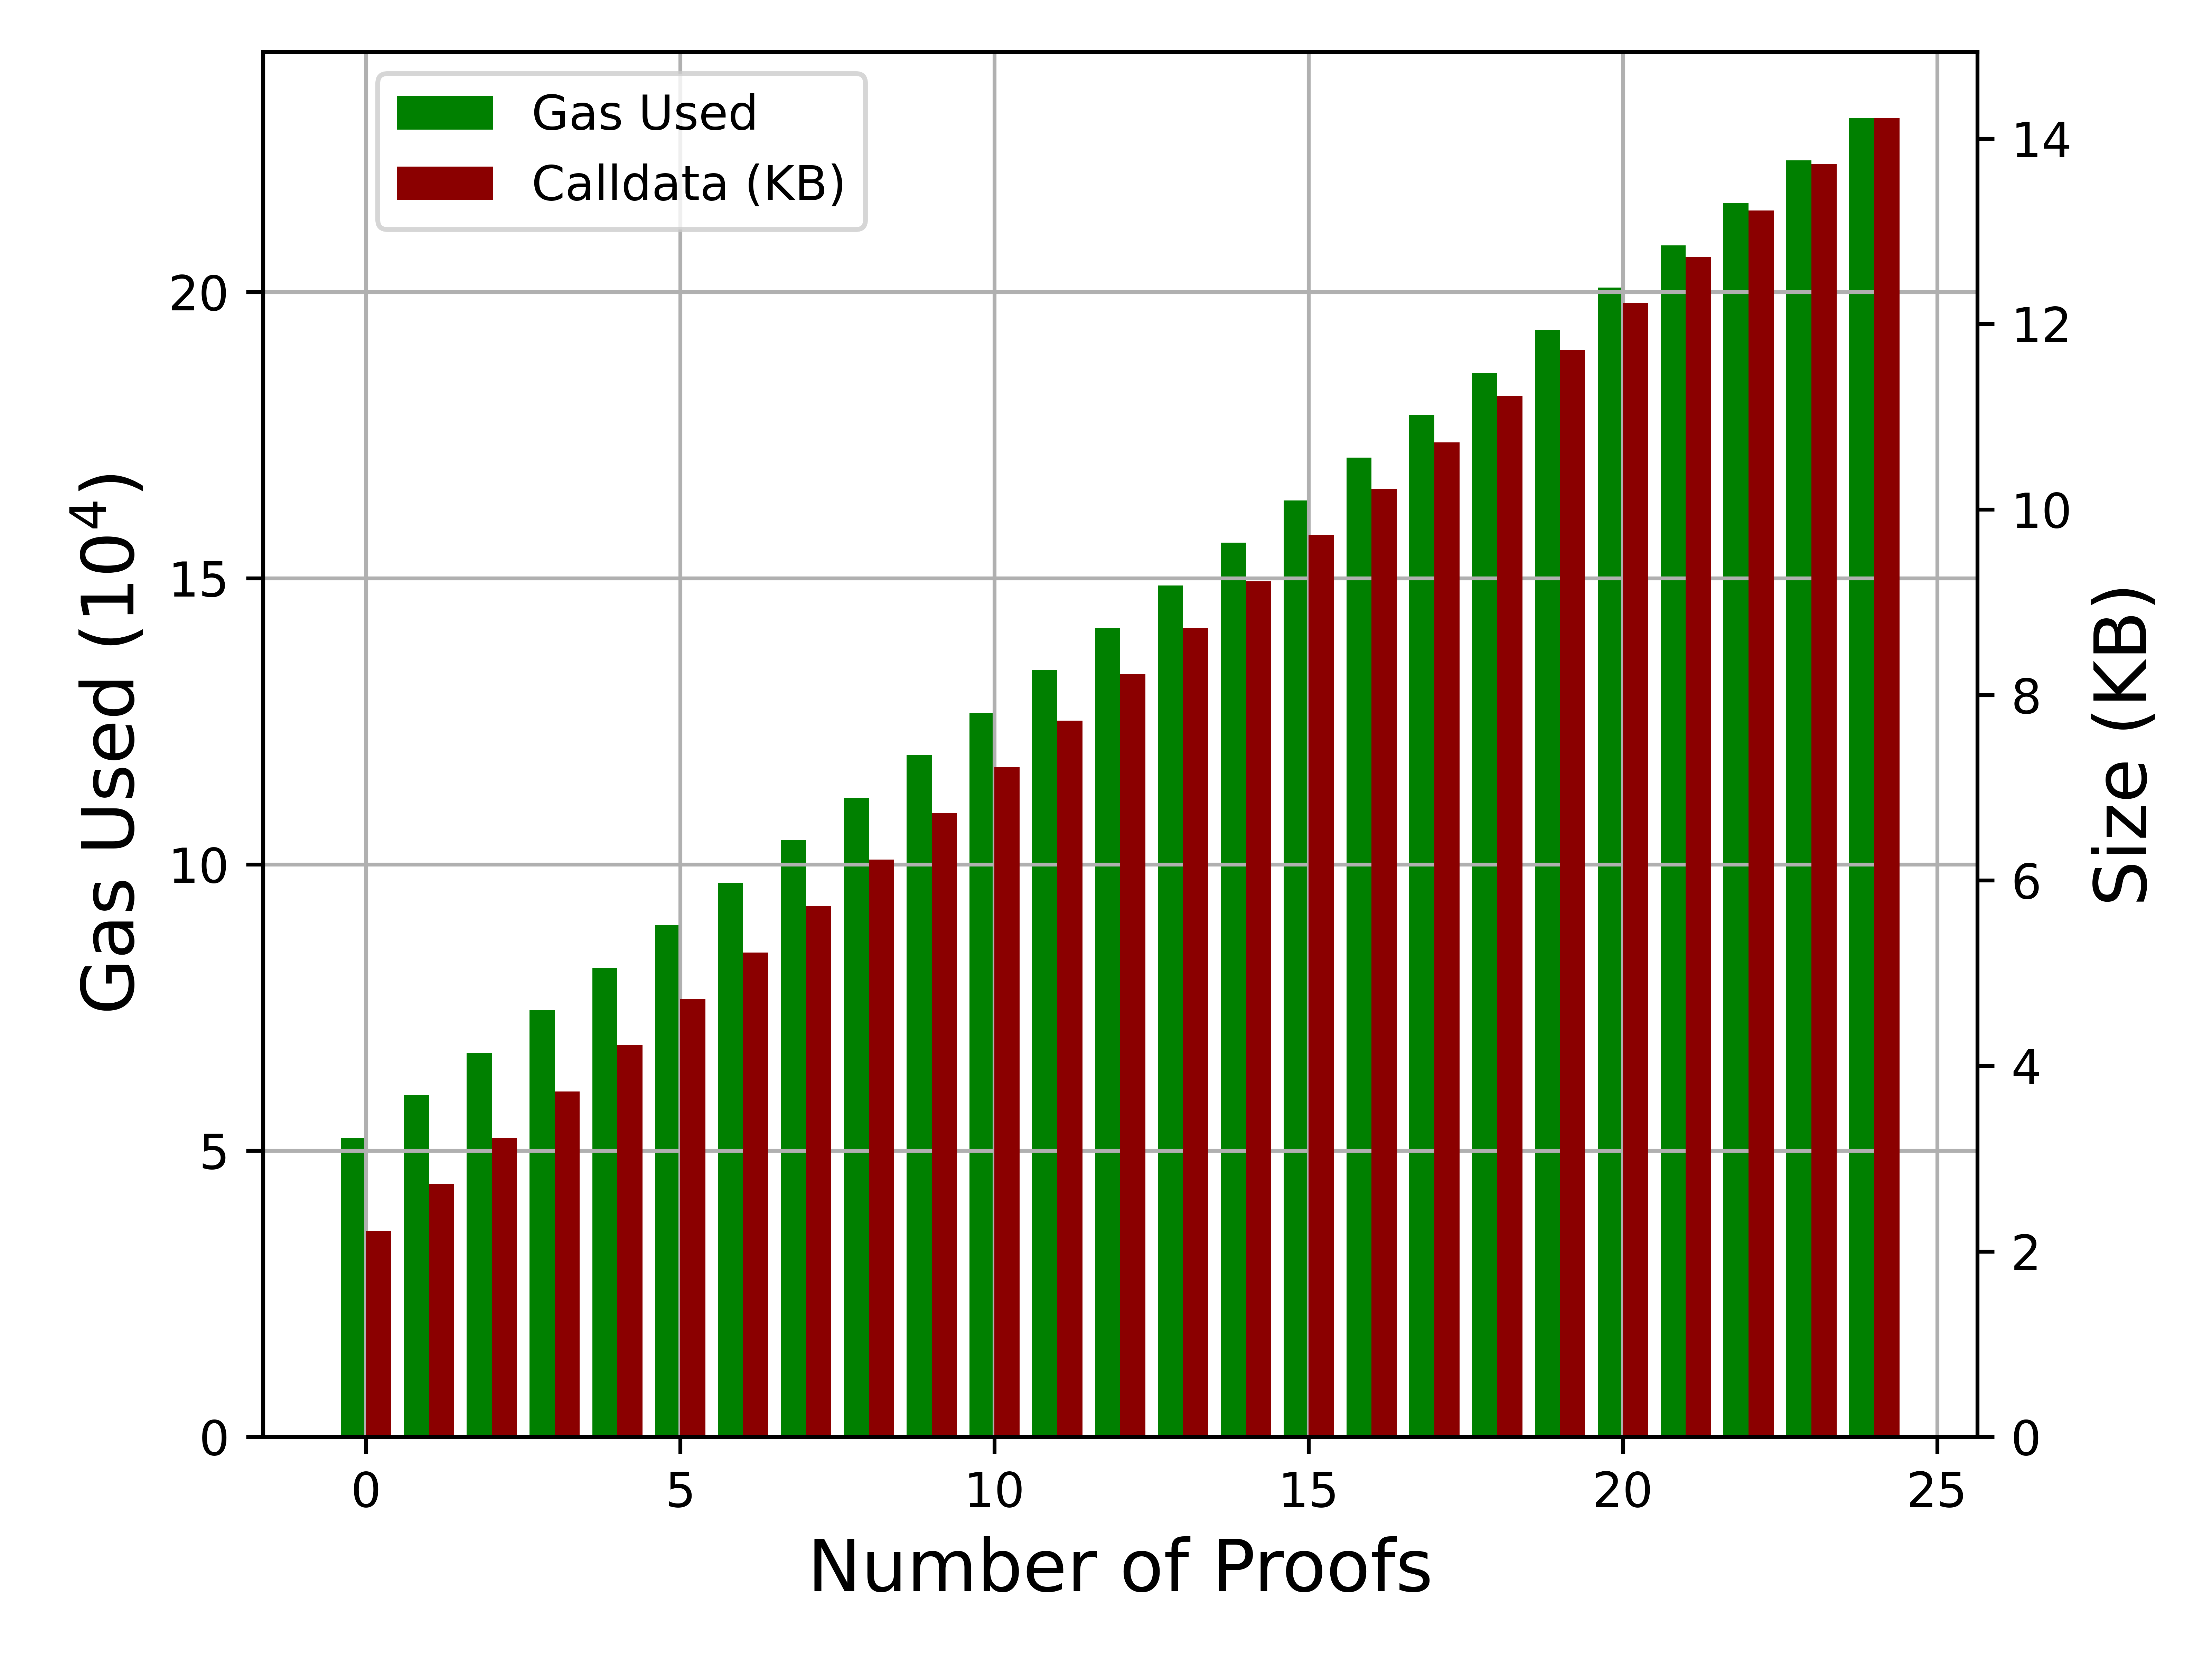 Gas Used
Calldata (KB)
Gas Used (10⁴)
20
15
10
5
0
14
12
10
8
6
4
2
0
Size (KB)
0 5 10 15 20 25
Number of Proofs